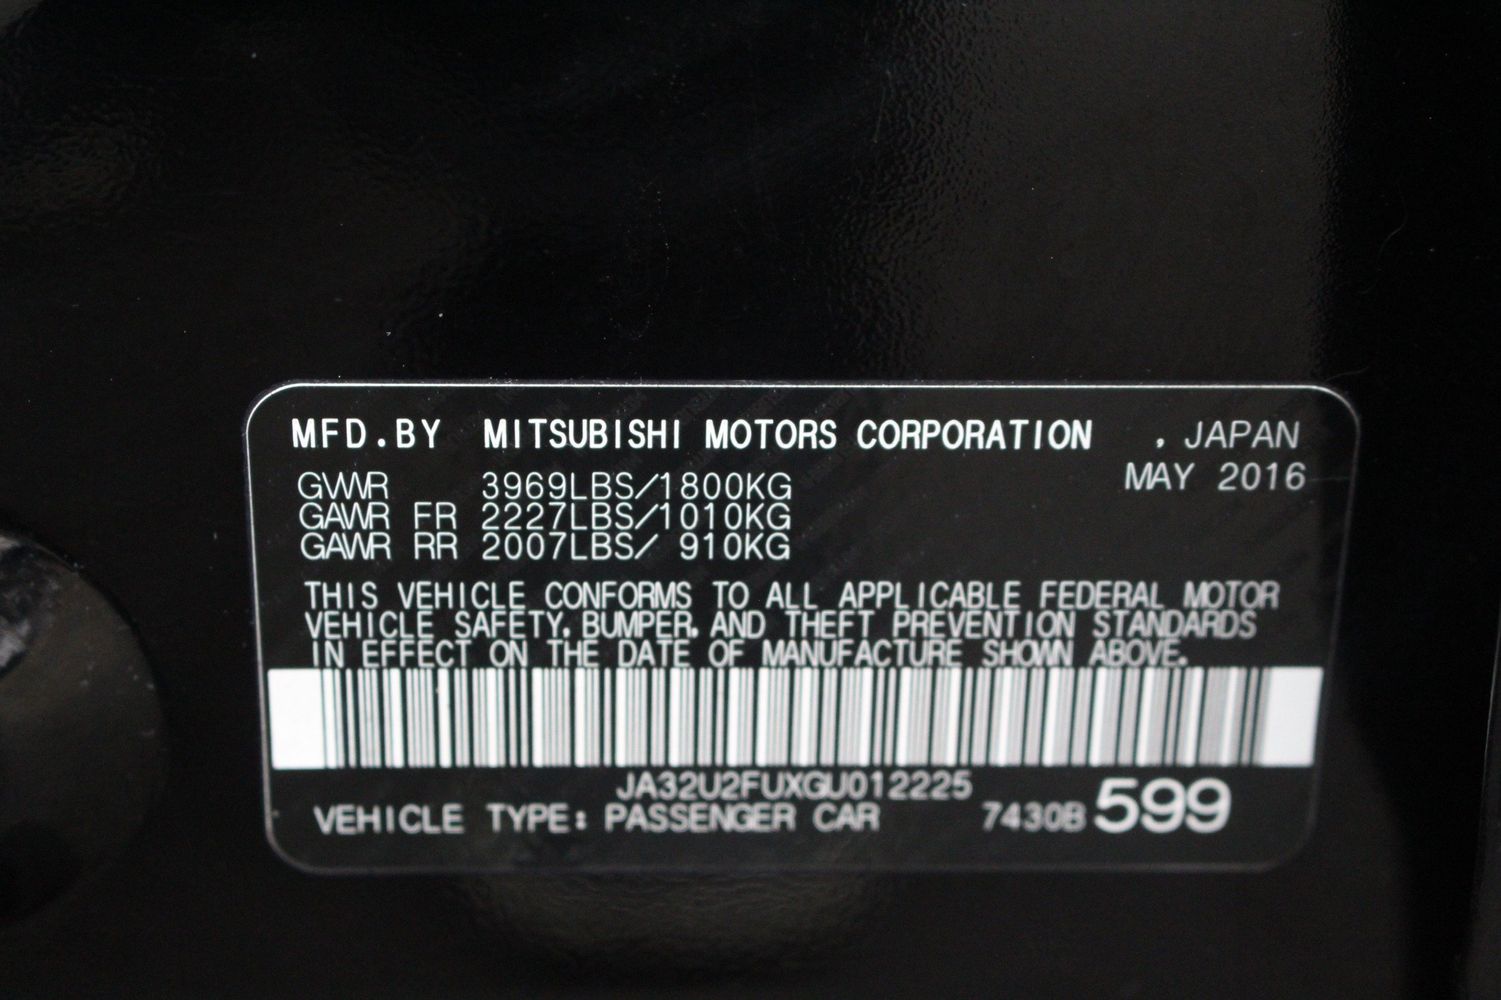 MFD.BY MITSUBISHI MOTORS CORPORATION , JAPAN
MAY 2016
GVWR 3969LBS/1800KG
GAWR FR 2227LBS/1010KG
GAWR RR 2007LBS/ 910KG
THIS VEHICLE CONFORMS TO ALL APPLICABLE FEDERAL MOTOR
VEHICLE SAFETY, BUMPER, AND THEFT PREVENTION STANDARDS
IN EFFECT ON THE DATE OF MANUFACTURE SHOWN ABOVE.
JA32U2FUXGU012225
VEHICLE TYPE: PASSENGER CAR 7430B 599